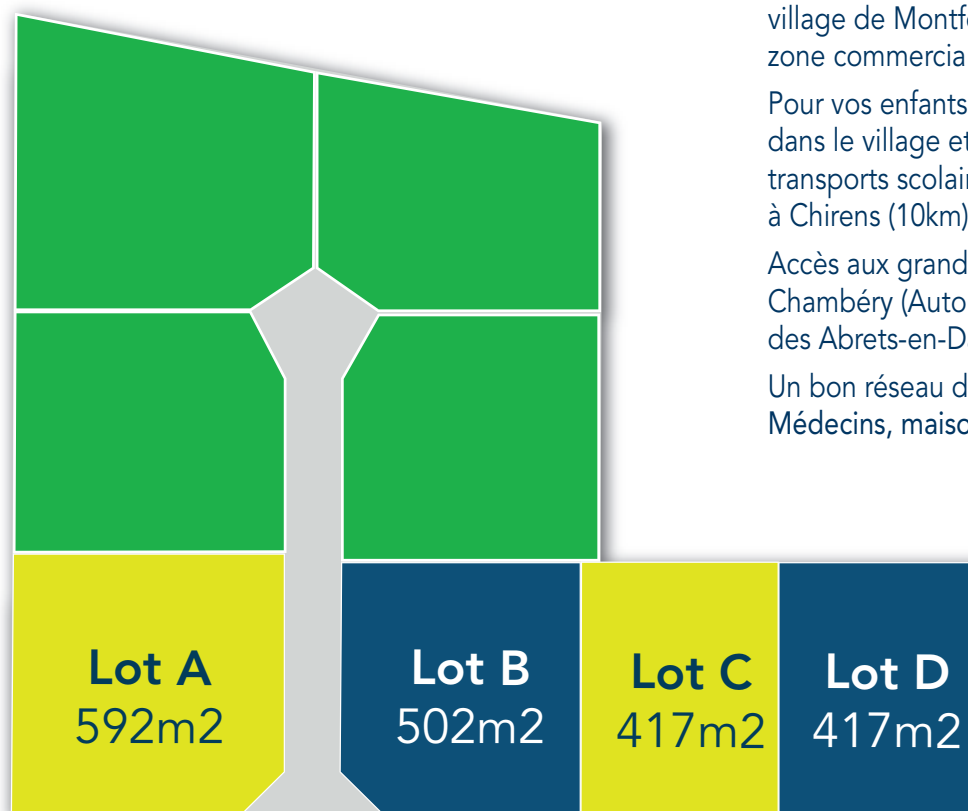 village de Montf
zone commercia
Pour vos enfants
dans le village et
transports scolair
à Chirens (10km)
Accès aux grand
Chambéry (Auto
des Abrets-en-D
Un bon réseau d
Médecins, maiso
Lot A
592m2
Lot B
502m2
Lot C
417m2
Lot D
417m2